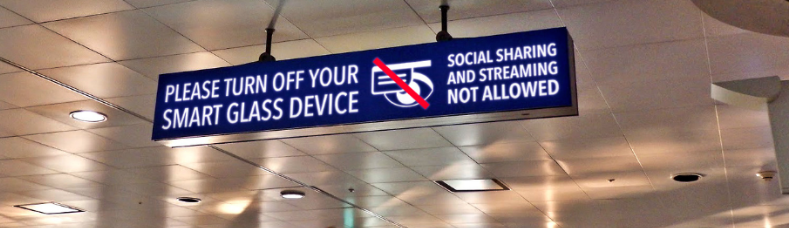 PLEASE TURN OFF YOUR
SMART GLASS DEVICE
SOCIAL SHARING
AND STREAMING
NOT ALLOWED